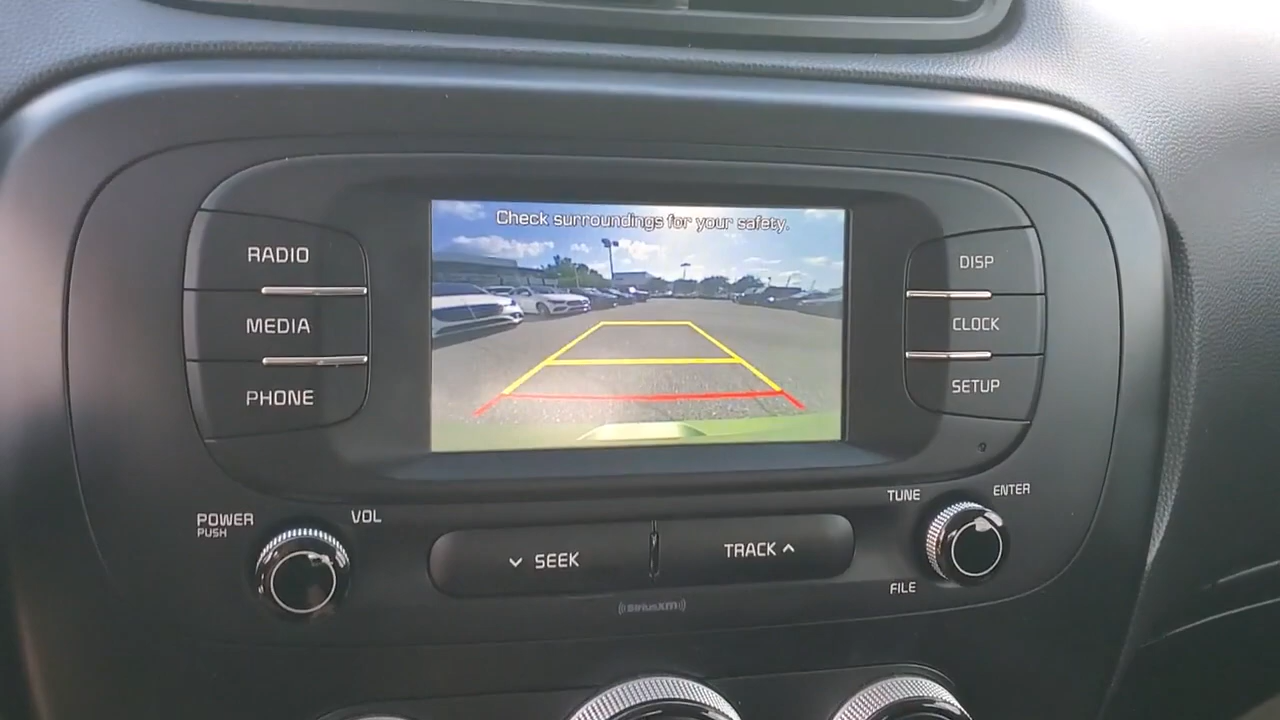 Check surroundings for your safety.
RADIO
MEDIA
PHONE
DISP
CLOCK
SETUP
POWER
PUSH
VOL
SEEK
TRACK
TUNE
ENTER
FILE
((SiriusXM))